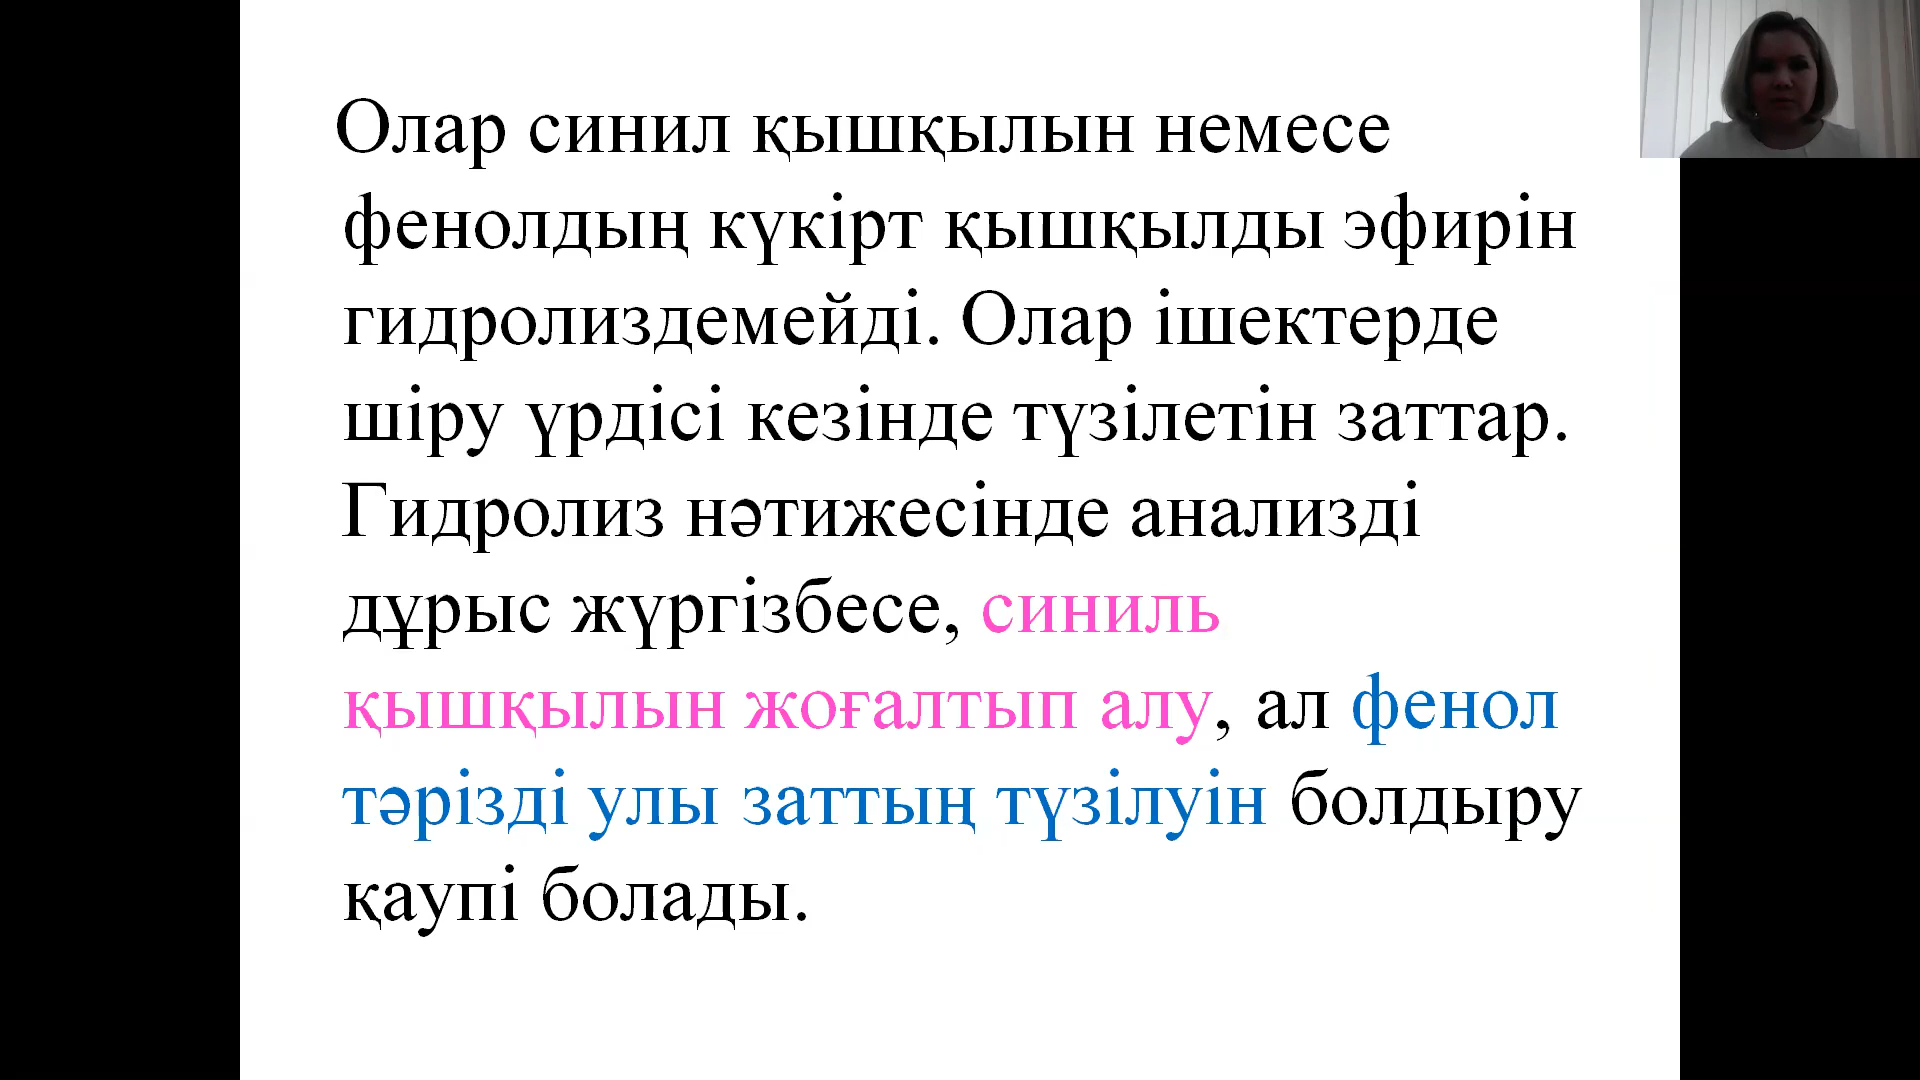 Олар синил қышқылын немесе
фенолдың күкірт қышқылды эфирін
гидролиздемейді. Олар ішектерде
шіру үрдісі кезінде түзілетін заттар.
Гидролиз нәтижесінде анализді
дұрыс жүргізбесе, синиль
қышқылын жоғалтып алу, ал фенол
тәрізді улы заттың түзілуін болдыру
қаупі болады.